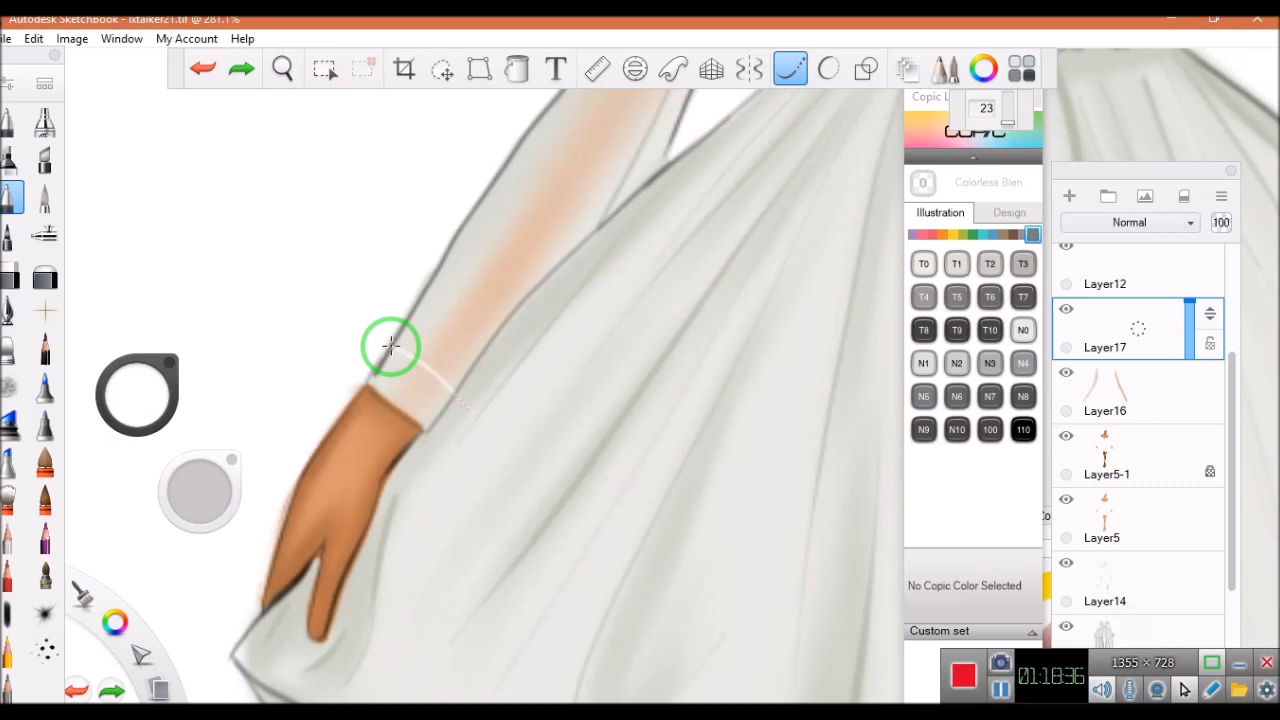 Autodesk SketchBook - ixtalker21.tif @ 281.1%
ile Edit Image Window My Account Help
T
Copic L
23
COPIC
0 Colorless Blen
Illustration Design
T0 T1 T2 T3
T4 T5 T6 T7
T8 T9 T10 N0
N1 N2 N3 N4
N5 N6 N7 N8
N9 N10 100 110
No Copic Color Selected
Custom set
Normal 100
Layer12
Layer17
Layer16
Layer5-1
Layer5
Layer14
01:18:36
1355 × 728